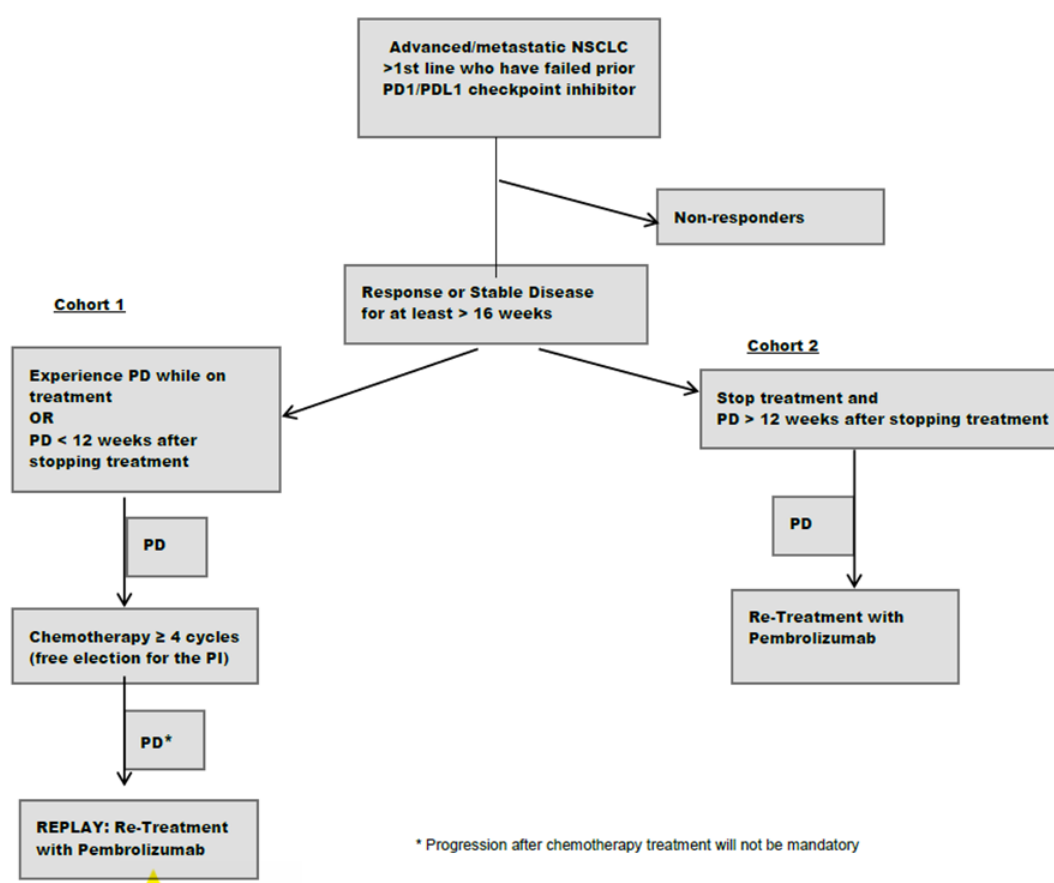 Advanced/metastatic NSCLC
>1st line who have failed prior
PD1/PDL1 checkpoint inhibitor
Non-responders
Response or Stable Disease
for at least > 16 weeks
Cohort 1
Experience PD while on
treatment
OR
PD < 12 weeks after
stopping treatment
PD
Chemotherapy ≥ 4 cycles
(free election for the PI)
PD*
REPLAY: Re-Treatment
with Pembrolizumab
Cohort 2
Stop treatment and
PD > 12 weeks after stopping treatment
PD
Re-Treatment with
Pembrolizumab
* Progression after chemotherapy treatment will not be mandatory